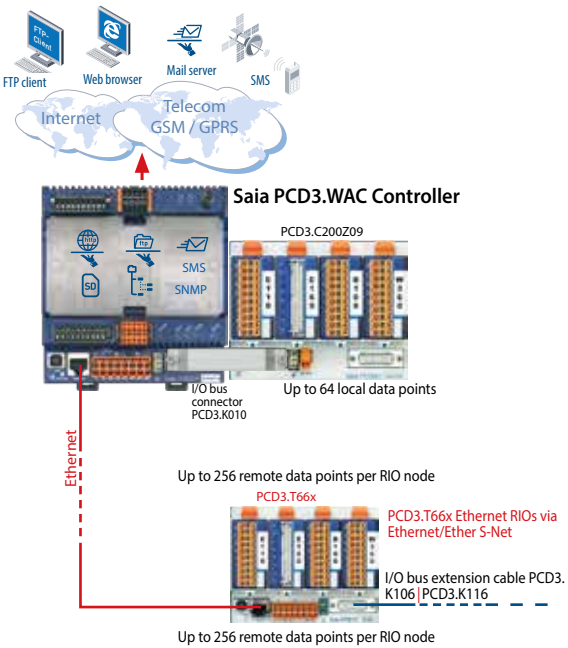 FTP-
Client
FTP client
Web browser
Mail server
SMS
Internet
Telecom
GSM / GPRS
Saia PCD3.WAC Controller
PCD3.C200Z09
http
ftp
SMS
SD
SNMP
I/O bus
connector
PCD3.K010
Up to 64 local data points
Ethernet
Up to 256 remote data points per RIO node
PCD3.T66x
PCD3.T66x Ethernet RIOs via
Ethernet/Ether S-Net
I/O bus extension cable PCD3.
K106|PCD3.K116
Up to 256 remote data points per RIO node